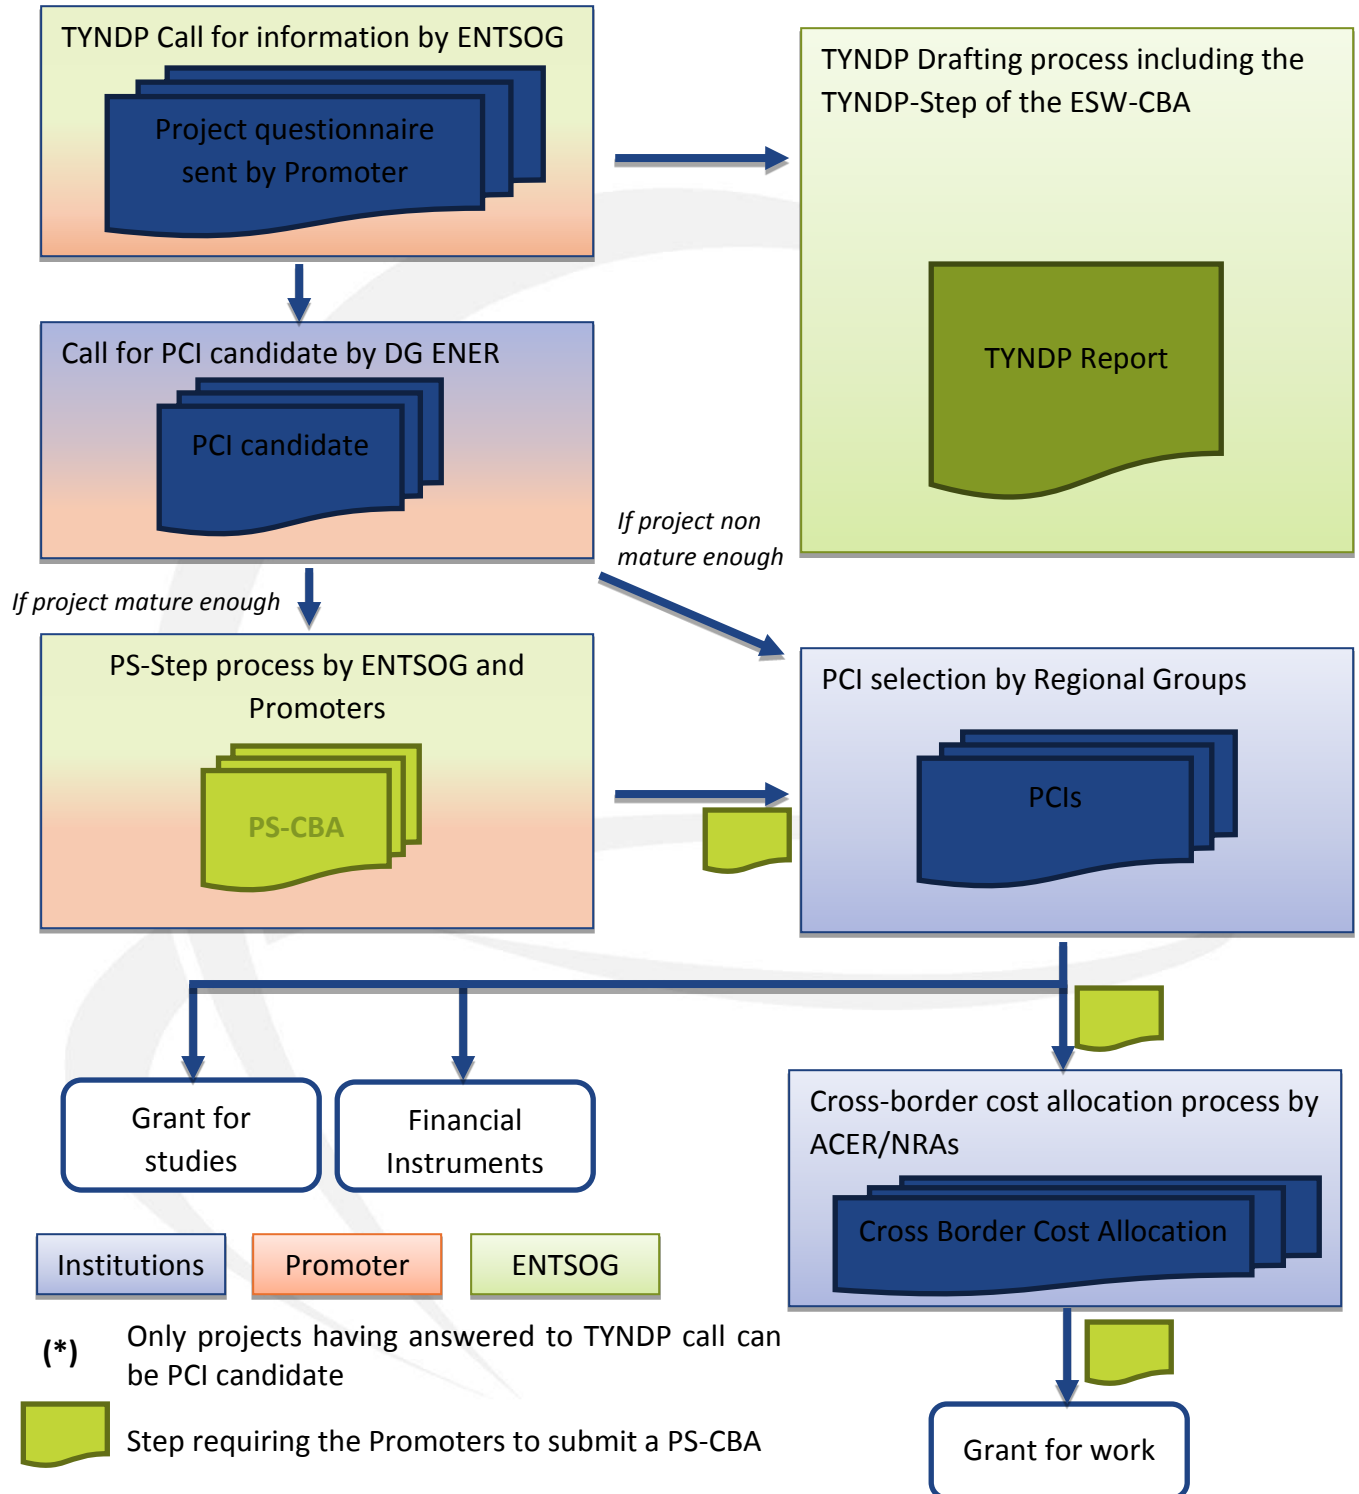 TYNDP Call for information by ENTSOG
Project questionnaire
sent by Promoter
TYNDP Drafting process including the
TYNDP-Step of the ESW-CBA
TYNDP Report
Call for PCI candidate by DG ENER
PCI candidate
If project non
mature enough
If project mature enough
PS-Step process by ENTSOG and
Promoters
PS-CBA
PCI selection by Regional Groups
PCIs
Grant for
studies
Financial
Instruments
Cross-border cost allocation process by
ACER/NRAs
Cross Border Cost Allocation
Institutions
Promoter
ENTSOG
(*) Only projects having answered to TYNDP call can
be PCI candidate
Step requiring the Promoters to submit a PS-CBA
Grant for work